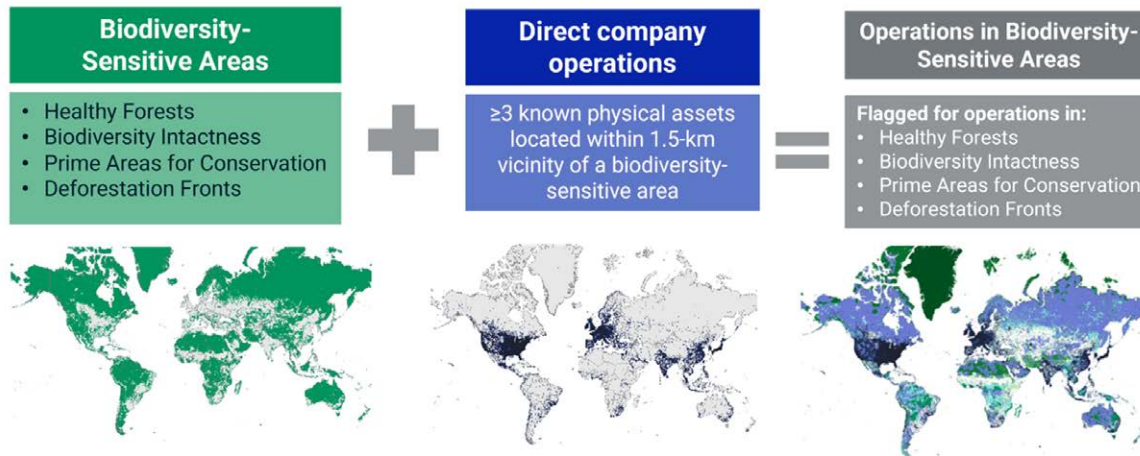 Biodiversity-
Sensitive Areas
• Healthy Forests
• Biodiversity Intactness
• Prime Areas for Conservation
• Deforestation Fronts
Direct company
operations
≥3 known physical assets
located within 1.5-km
vicinity of a biodiversity-
sensitive area
Operations in Biodiversity-
Sensitive Areas
Flagged for operations in:
• Healthy Forests
• Biodiversity Intactness
• Prime Areas for Conservation
• Deforestation Fronts